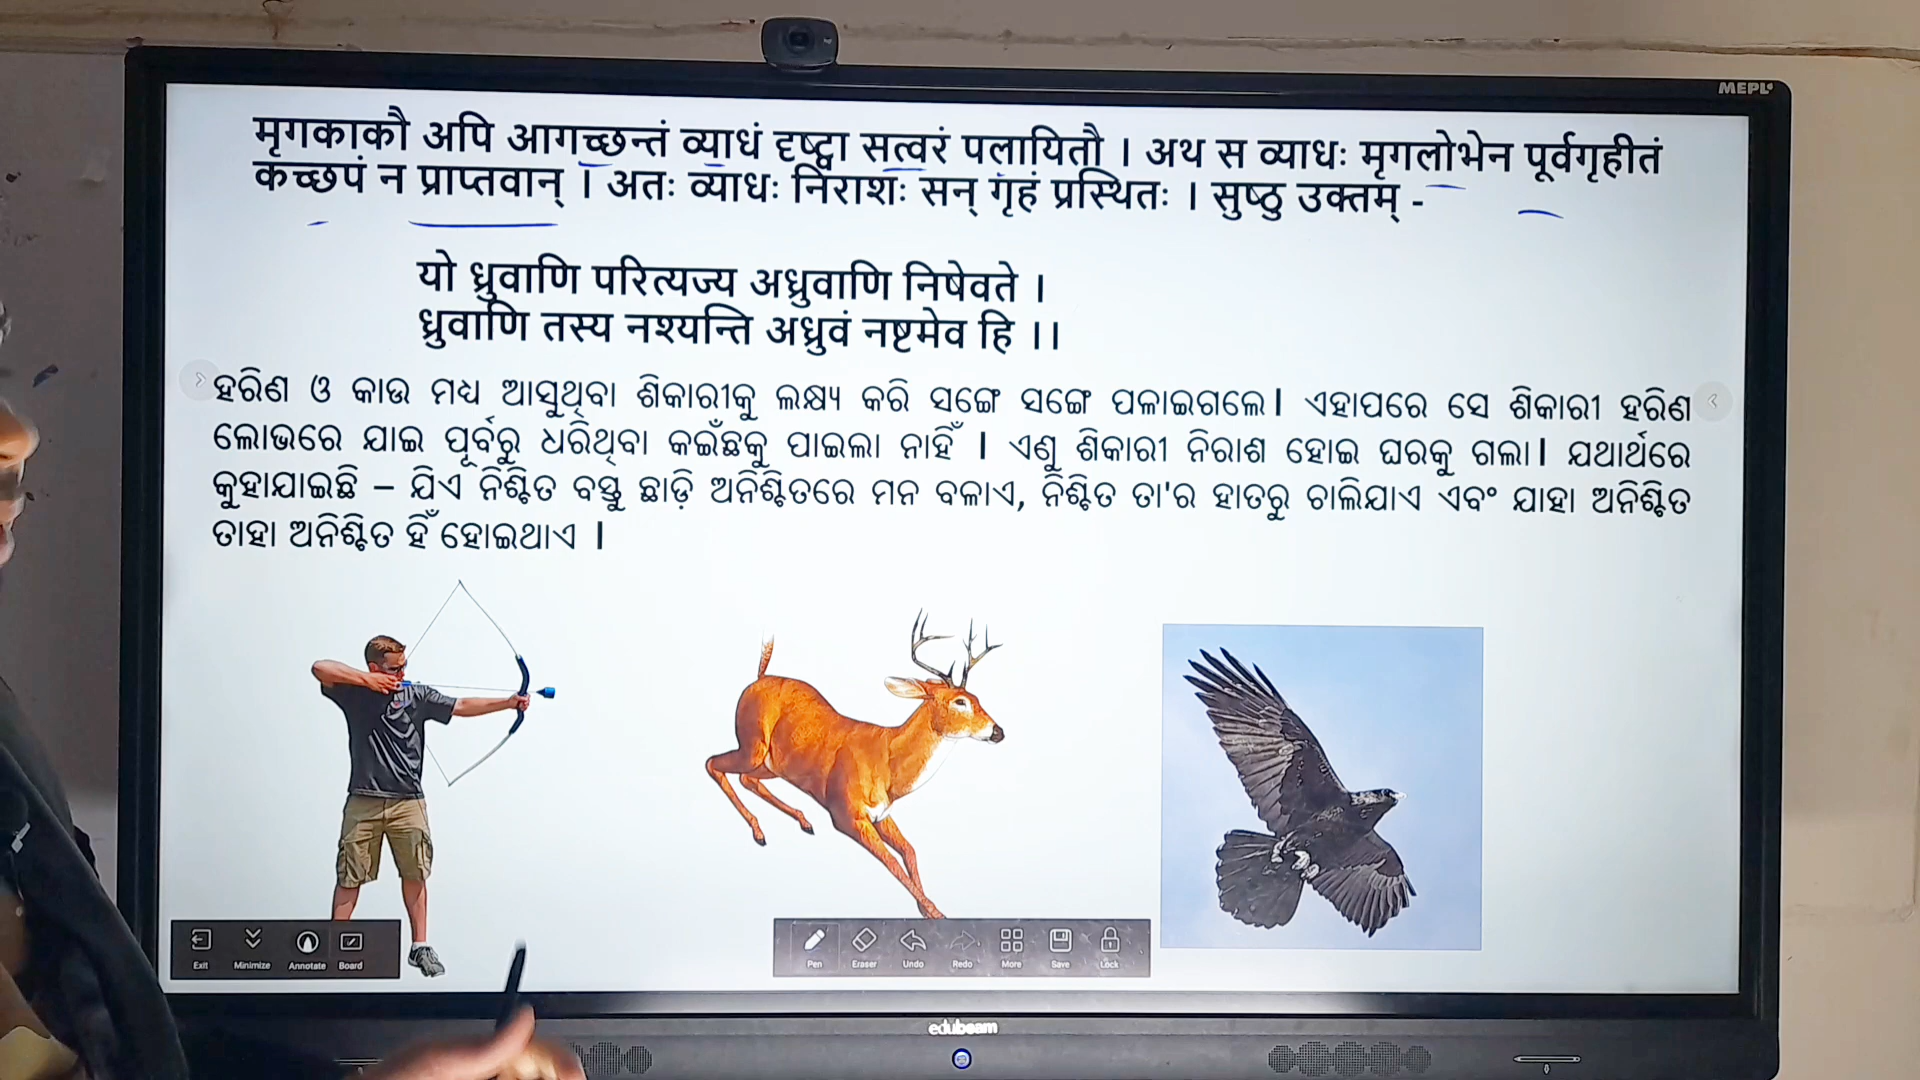 MEPL
मृगकाकौ अपि आगच्छन्तं व्याधं दृष्ट्वा सत्वरं पलायितौ । अथ स व्याधः मृगलोभेन पूर्वगृहीतं
कच्छपं न प्राप्तवान् । अतः व्याधः निराशः सन् गृहं प्रस्थितः । सुष्ठु उक्तम् -
यो ध्रुवाणि परित्यज्य अध्रुवाणि निषेवते ।
ध्रुवाणि तस्य नश्यन्ति अध्रुवं नष्टमेव हि ।।
ହରିଣ ଓ କାଉ ମଧ୍ୟ ଆସୁଥିବା ଶିକାରୀକୁ ଲକ୍ଷ୍ୟ କରି ସଙ୍ଗେ ସଙ୍ଗେ ପଳାଇଗଲେ। ଏହାପରେ ସେ ଶିକାରୀ ହରିଣ
ଲୋଭରେ ଯାଇ ପୂର୍ବରୁ ଧରିଥିବା କଇଁଛକୁ ପାଇଲା ନାହିଁ । ଏଣୁ ଶିକାରୀ ନିରାଶ ହୋଇ ଘରକୁ ଗଲା। ଯଥାର୍ଥରେ
କୁହାଯାଇଛି – ଯିଏ ନିଶ୍ଚିତ ବସ୍ତୁ ଛାଡ଼ି ଅନିଶ୍ଚିତରେ ମନ ବଳାଏ, ନିଶ୍ଚିତ ତା'ର ହାତରୁ ଚାଲିଯାଏ ଏବଂ ଯାହା ଅନିଶ୍ଚିତ
ତାହା ଅନିଶ୍ଚିତ ହିଁ ହୋଇଥାଏ ।
Exit Minimize Annotate Board
Pen Eraser Undo Redo More Save Lock
edubeam